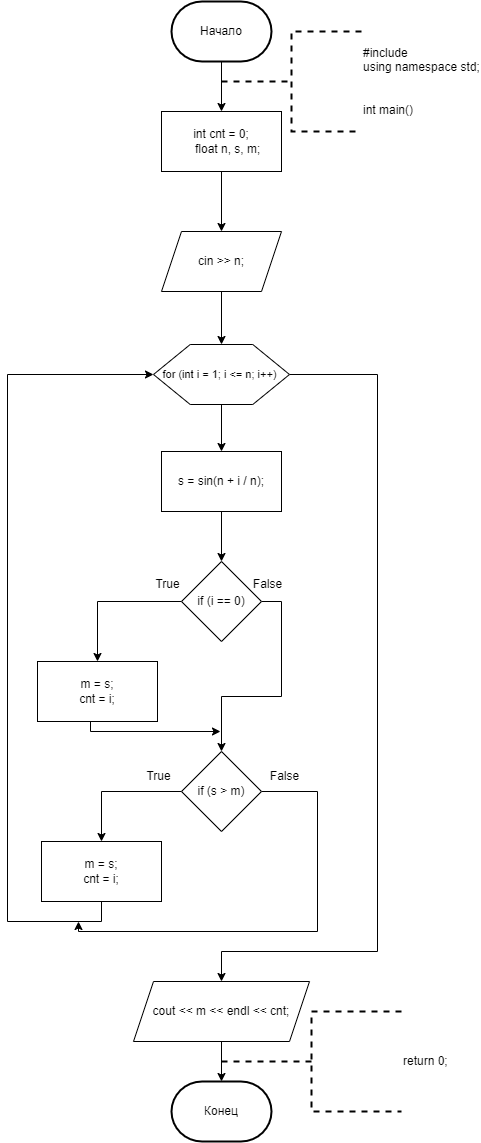 Начало
#include
using namespace std;
int main()
int cnt = 0;
float n, s, m;
cin >> n;
for (int i = 1; i <= n; i++)
s = sin(n + i / n);
True
False
if (i == 0)
m = s;
cnt = i;
True
False
if (s > m)
m = s;
cnt = i;
cout << m << endl << cnt;
return 0;
Конец